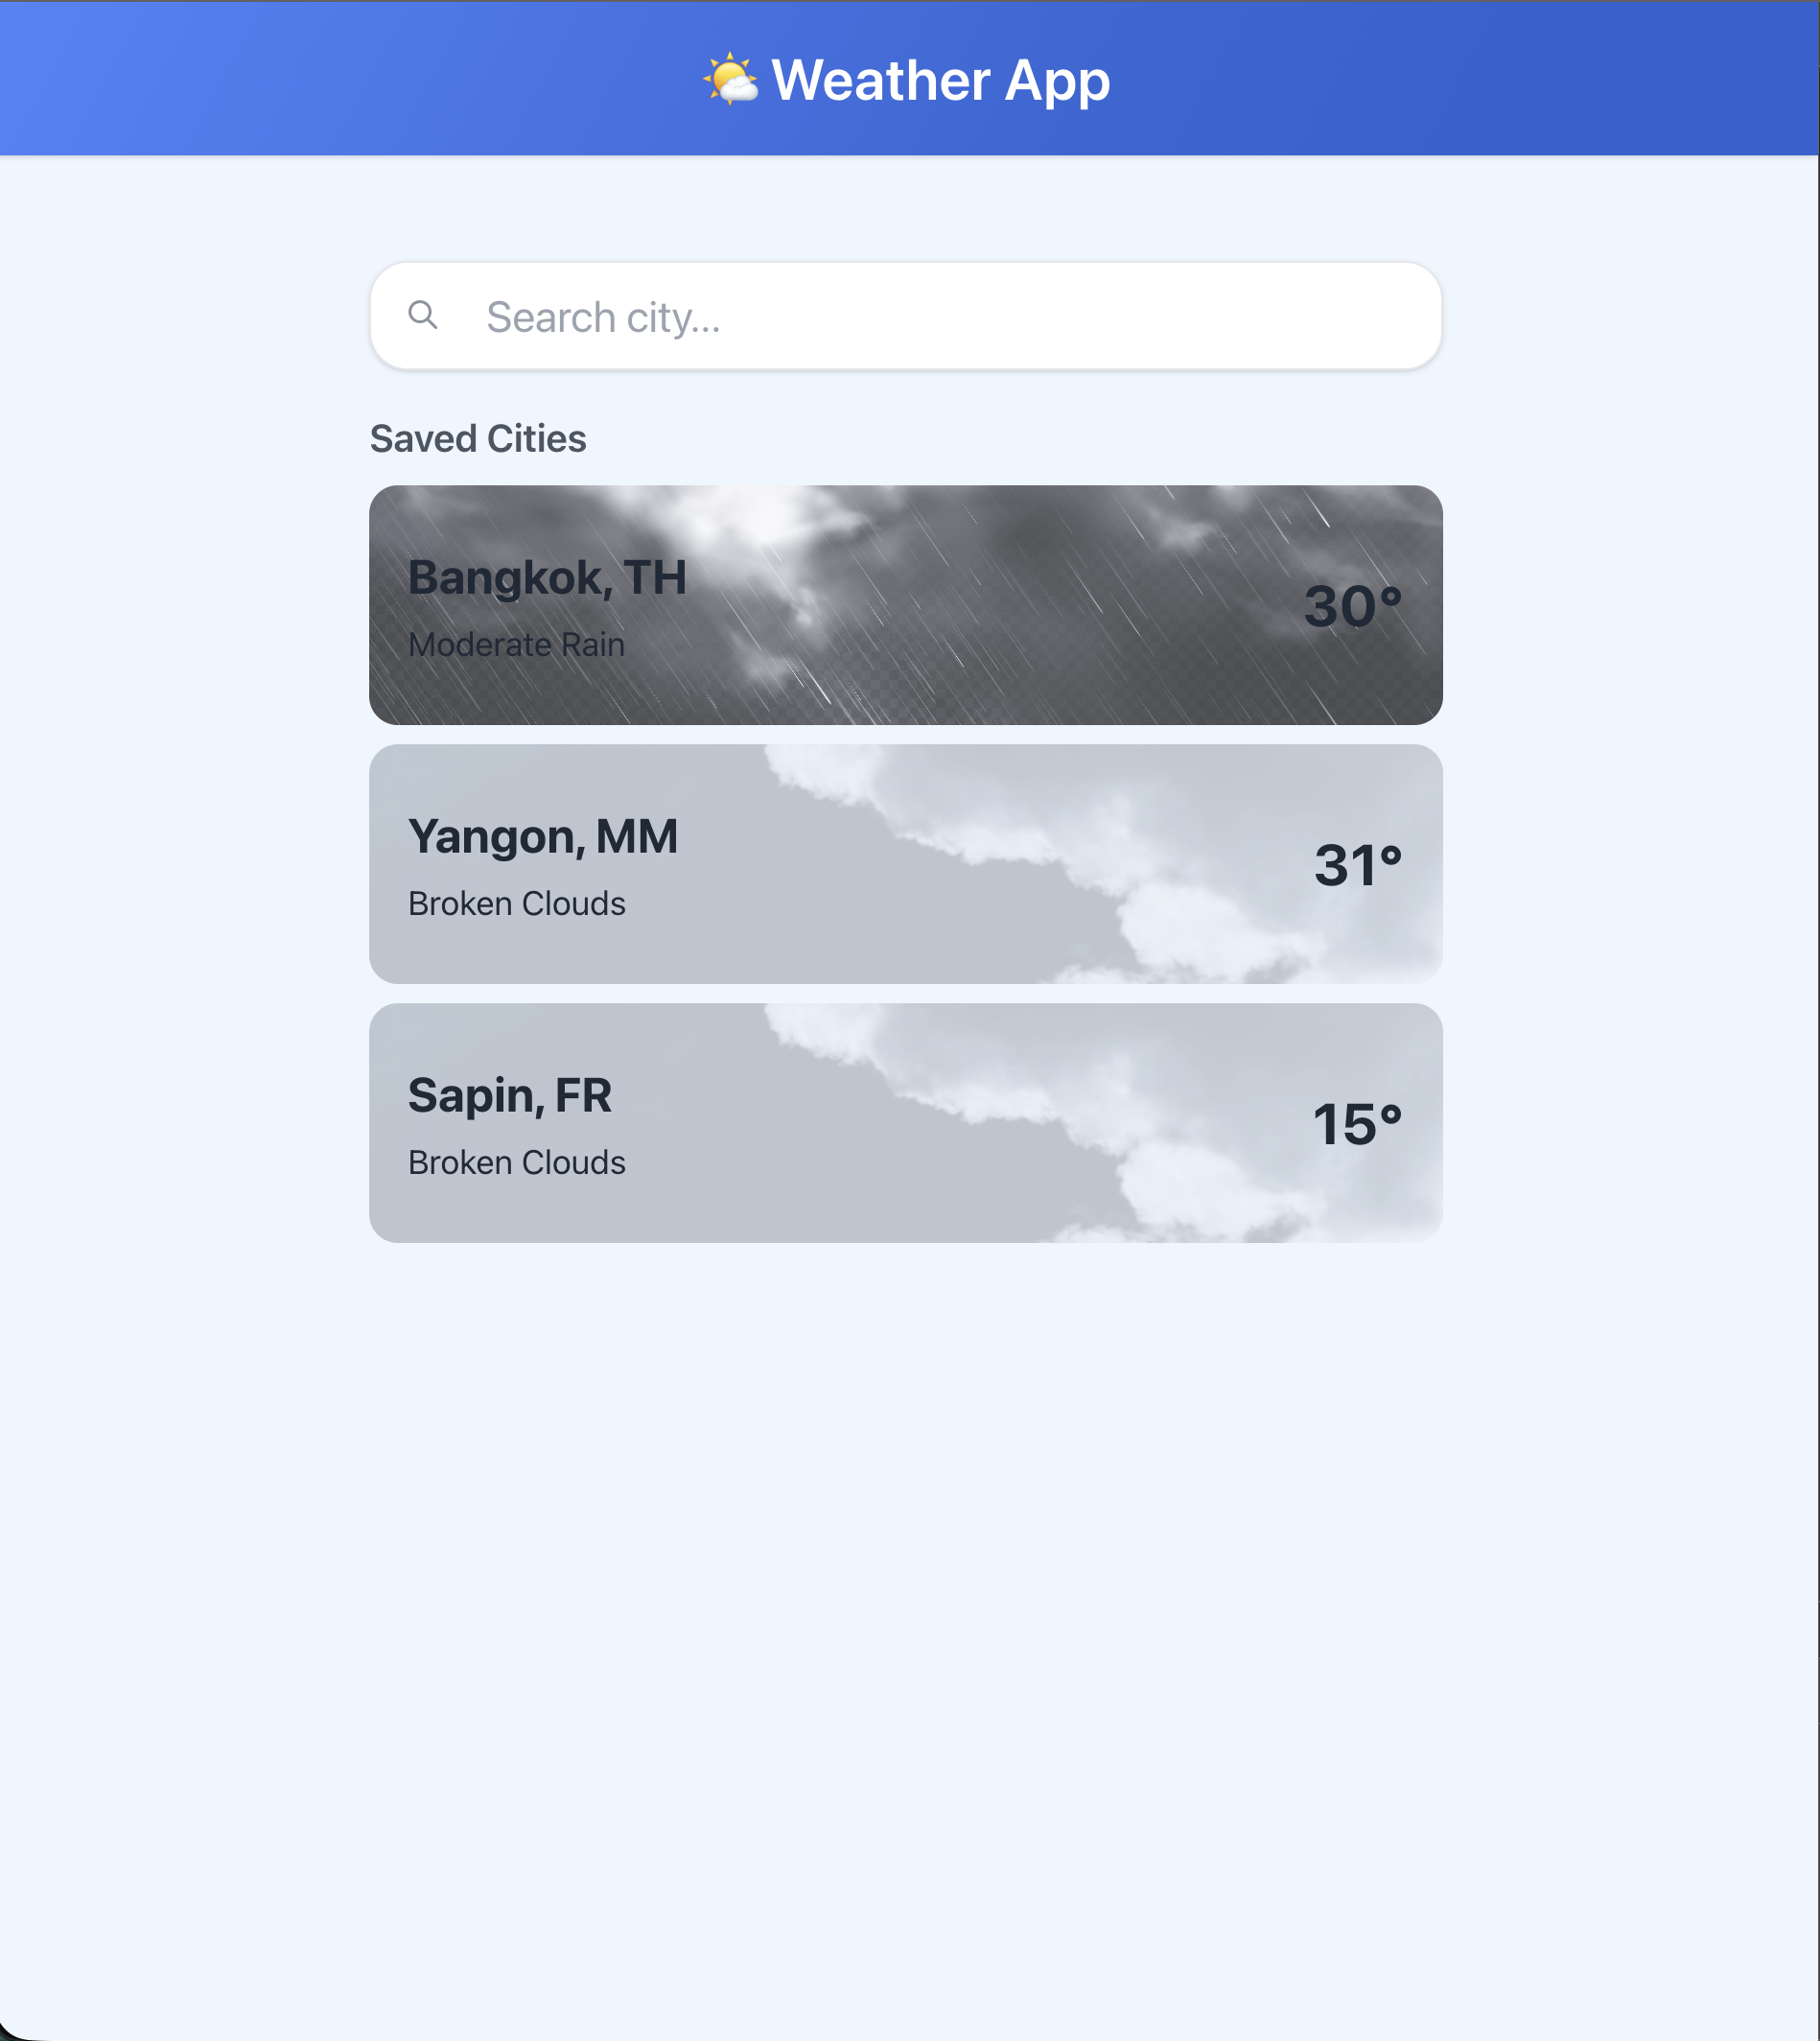 Weather App
Search city...
Saved Cities
Bangkok, TH
Moderate Rain
30°
Yangon, MM
Broken Clouds
31°
Sapin, FR
Broken Clouds
15°